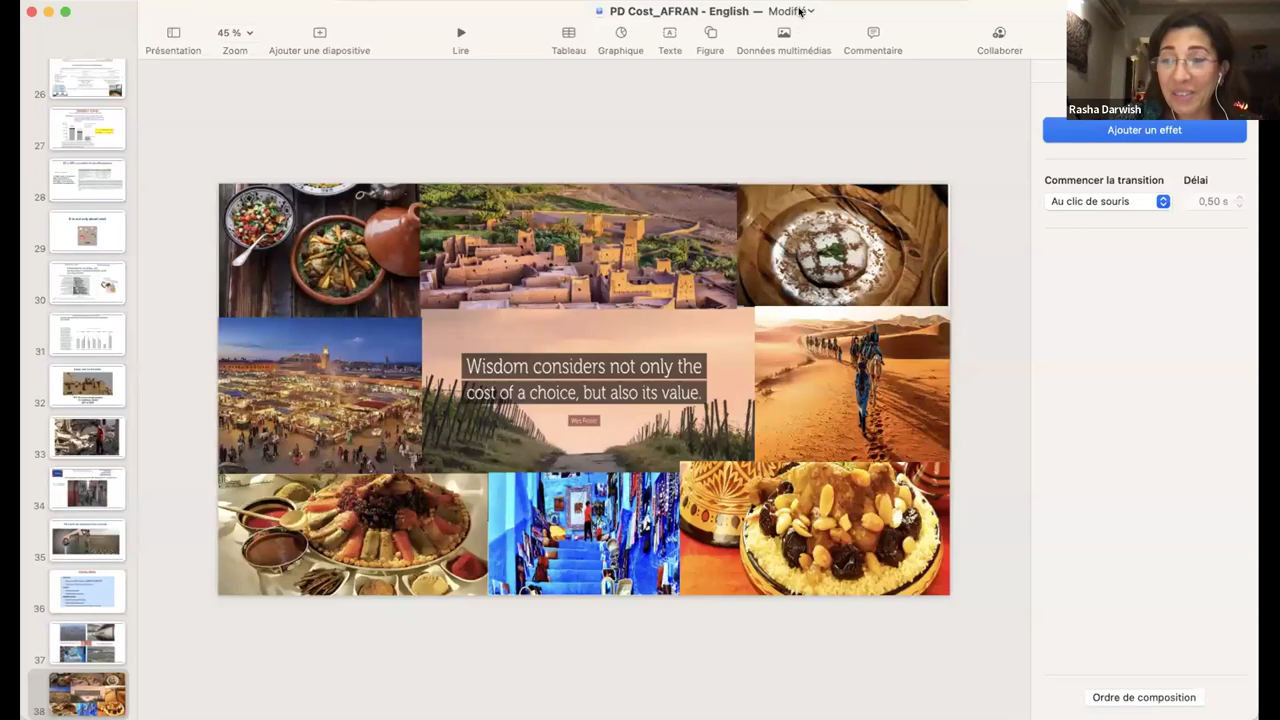 PD Cost_AFRAN - English — Modifié
45 %
Présentation
Zoom
Ajouter une diapositive
Lire
Tableau
Graphique
Texte
Figure
Données multimédias
Commentaire
Collaborer
Rasha Darwish
Ajouter un effet
Commencer la transition
Délai
Au clic de souris
0,50 s
Wisdom considers not only the
cost of a choice, but also its value.
26
27
28
29
30
31
32
33
34
35
36
37
38
Ordre de composition